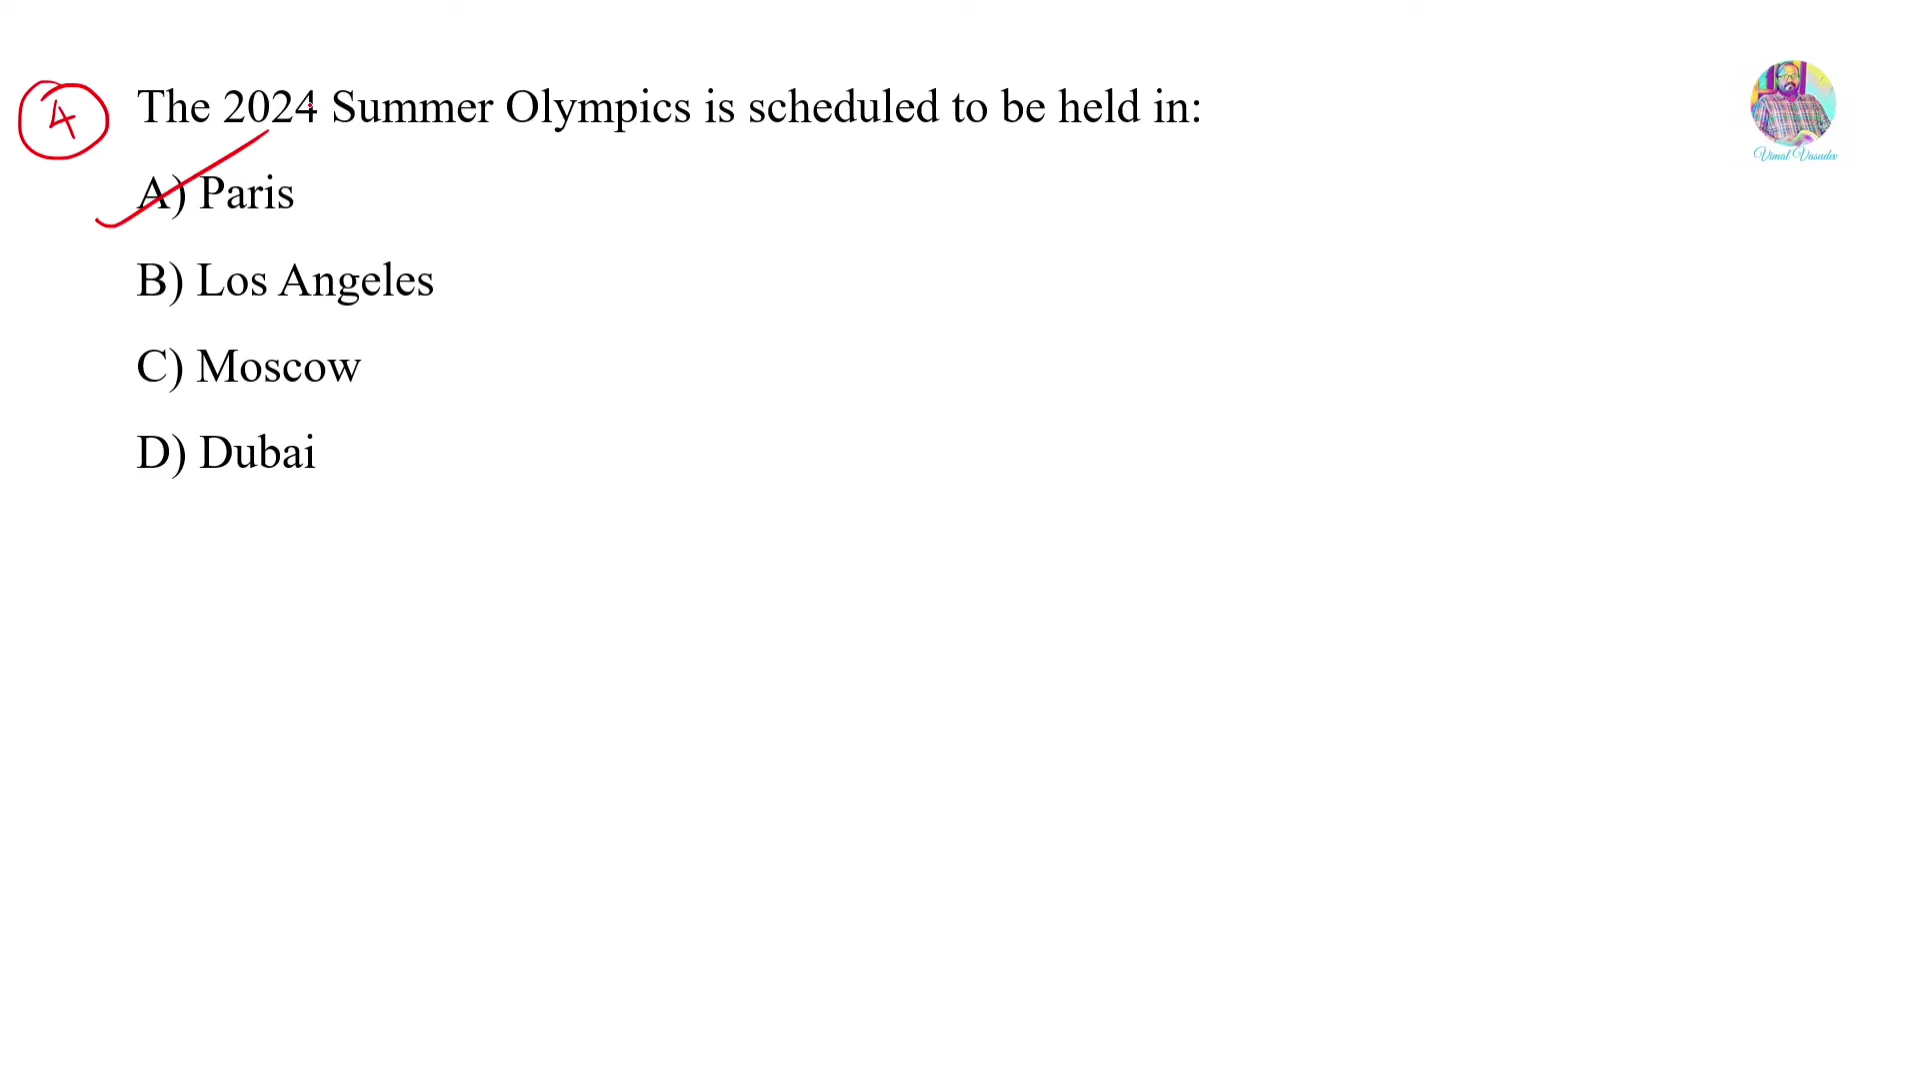 4 The 2024 Summer Olympics is scheduled to be held in:
A) Paris
B) Los Angeles
C) Moscow
D) Dubai
Vimal Vasudev